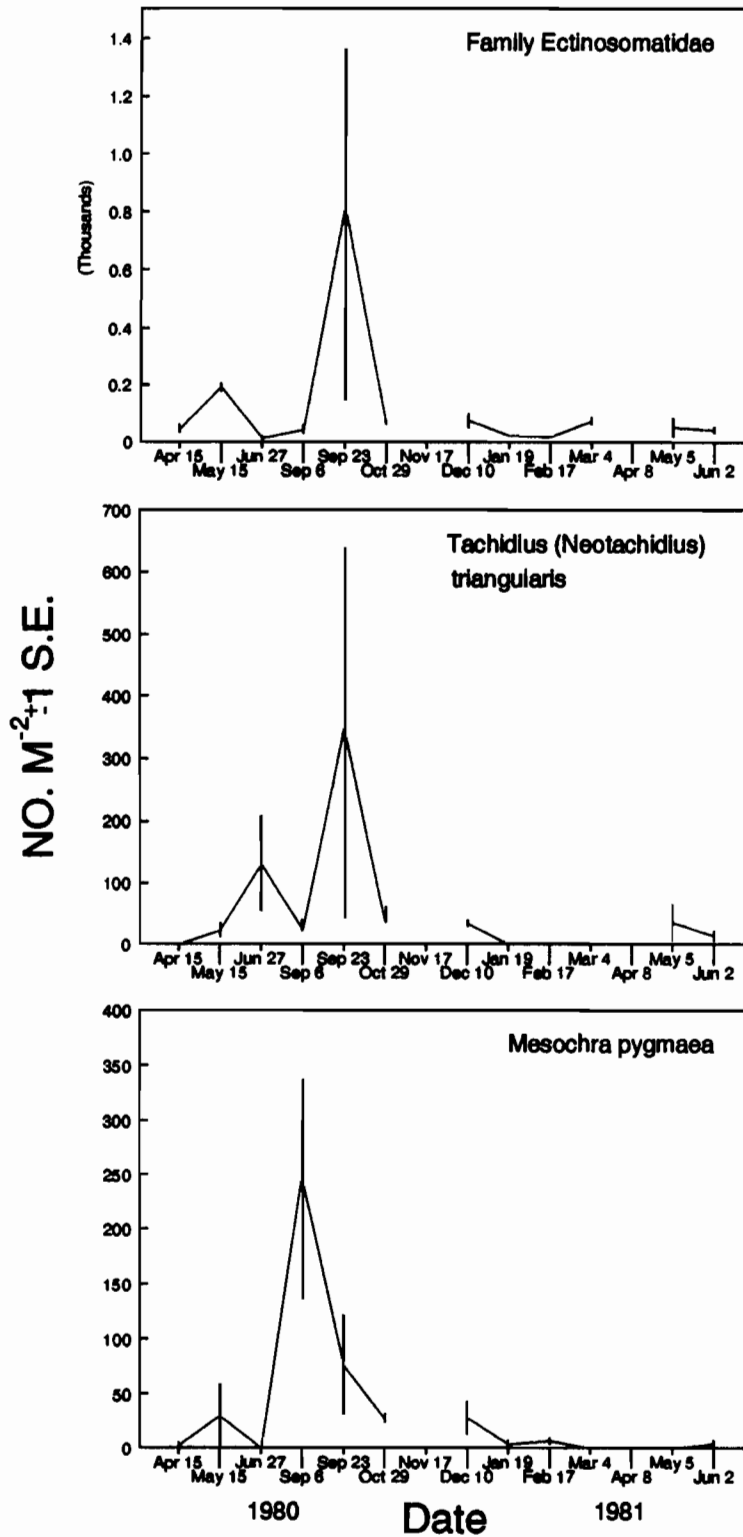 Family Ectinosomatidae
(Thousands)
1.4
1.2
1.0
0.8
0.6
0.4
0.2
0
Apr 15 May 15 Jun 27 Sep 6 Sep 23 Oct 29 Nov 17 Dec 10 Jan 19 Feb 17 Mar 4 Apr 8 May 5 Jun 2
NO. M⁻²±1 S.E.
Tachidius (Neotachidius)
triangularis
700
600
500
400
300
200
100
0
Apr 15 May 15 Jun 27 Sep 6 Sep 23 Oct 29 Nov 17 Dec 10 Jan 19 Feb 17 Mar 4 Apr 8 May 5 Jun 2
Mesochra pygmaea
400
350
300
250
200
150
100
50
0
Apr 15 May 15 Jun 27 Sep 6 Sep 23 Oct 29 Nov 17 Dec 10 Jan 19 Feb 17 Mar 4 Apr 8 May 5 Jun 2
1980 Date 1981